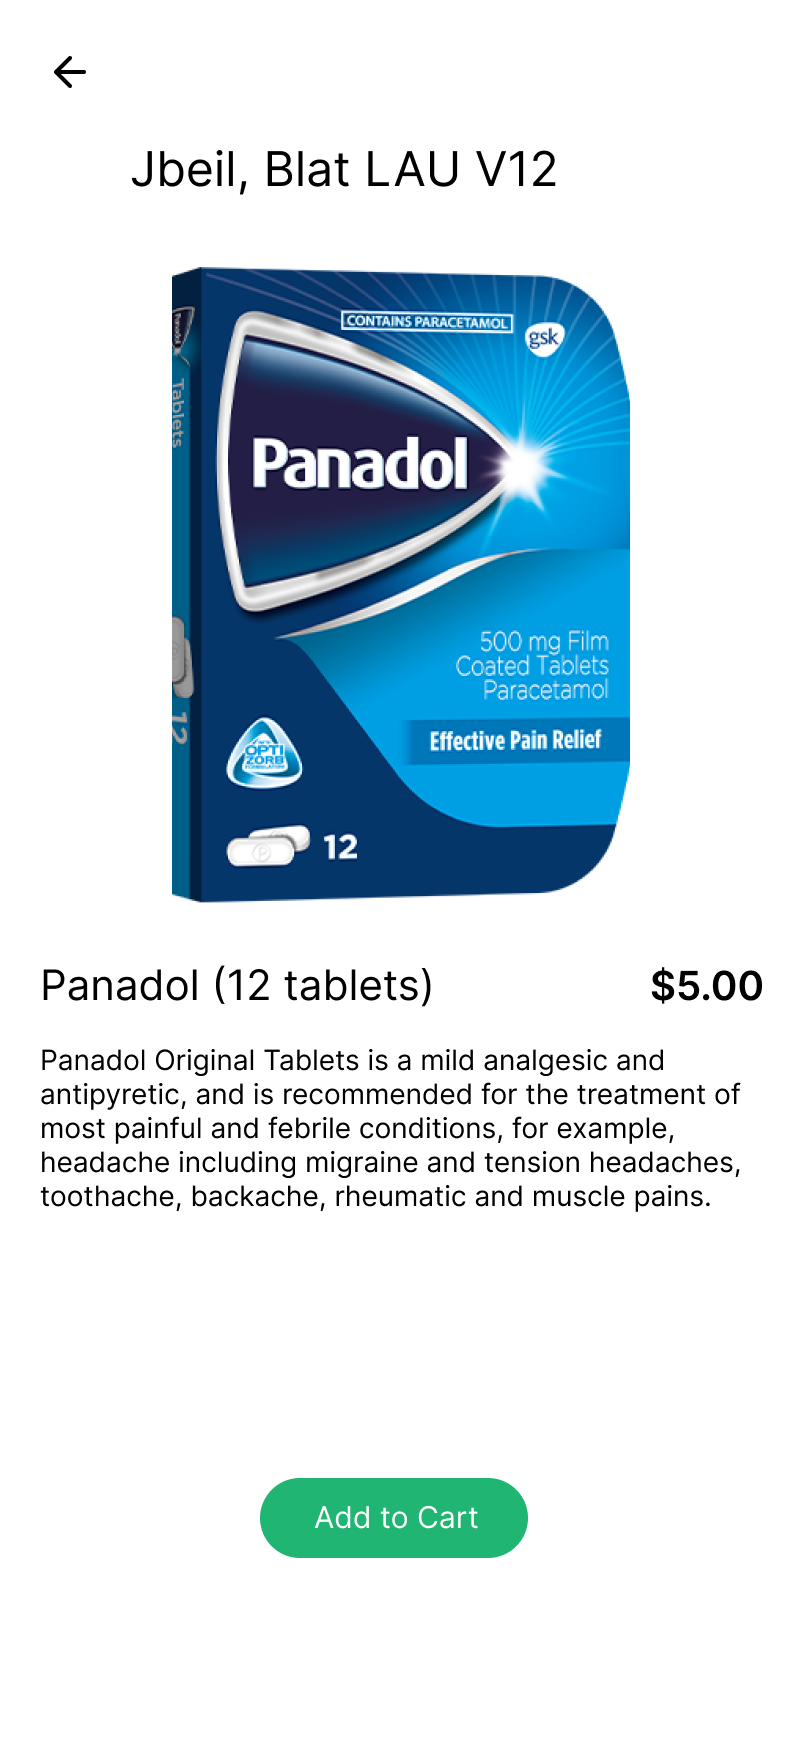 Jbeil, Blat LAU V12
CONTAINS PARACETAMOL
gsk
Panadol
Tablets
Panadol
500 mg Film
Coated Tablets
Paracetamol
Effective Pain Relief
12
OPTI
ZORB
12
Panadol (12 tablets)
$5.00
Panadol Original Tablets is a mild analgesic and
antipyretic, and is recommended for the treatment of
most painful and febrile conditions, for example,
headache including migraine and tension headaches,
toothache, backache, rheumatic and muscle pains.
Add to Cart